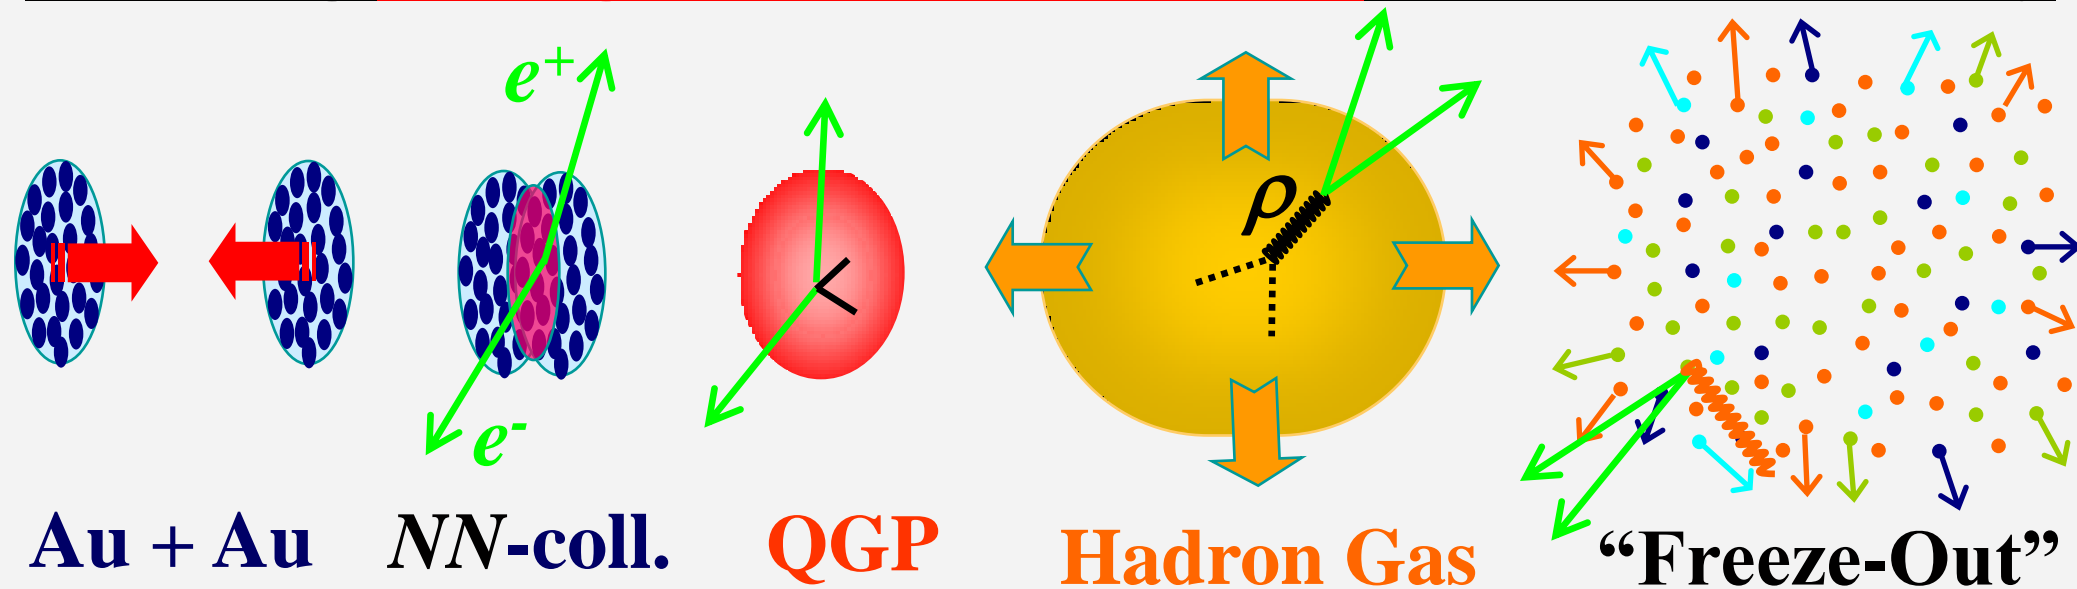 e+
e-
ρ
Au + Au
NN-coll.
QGP
Hadron Gas
“Freeze-Out”